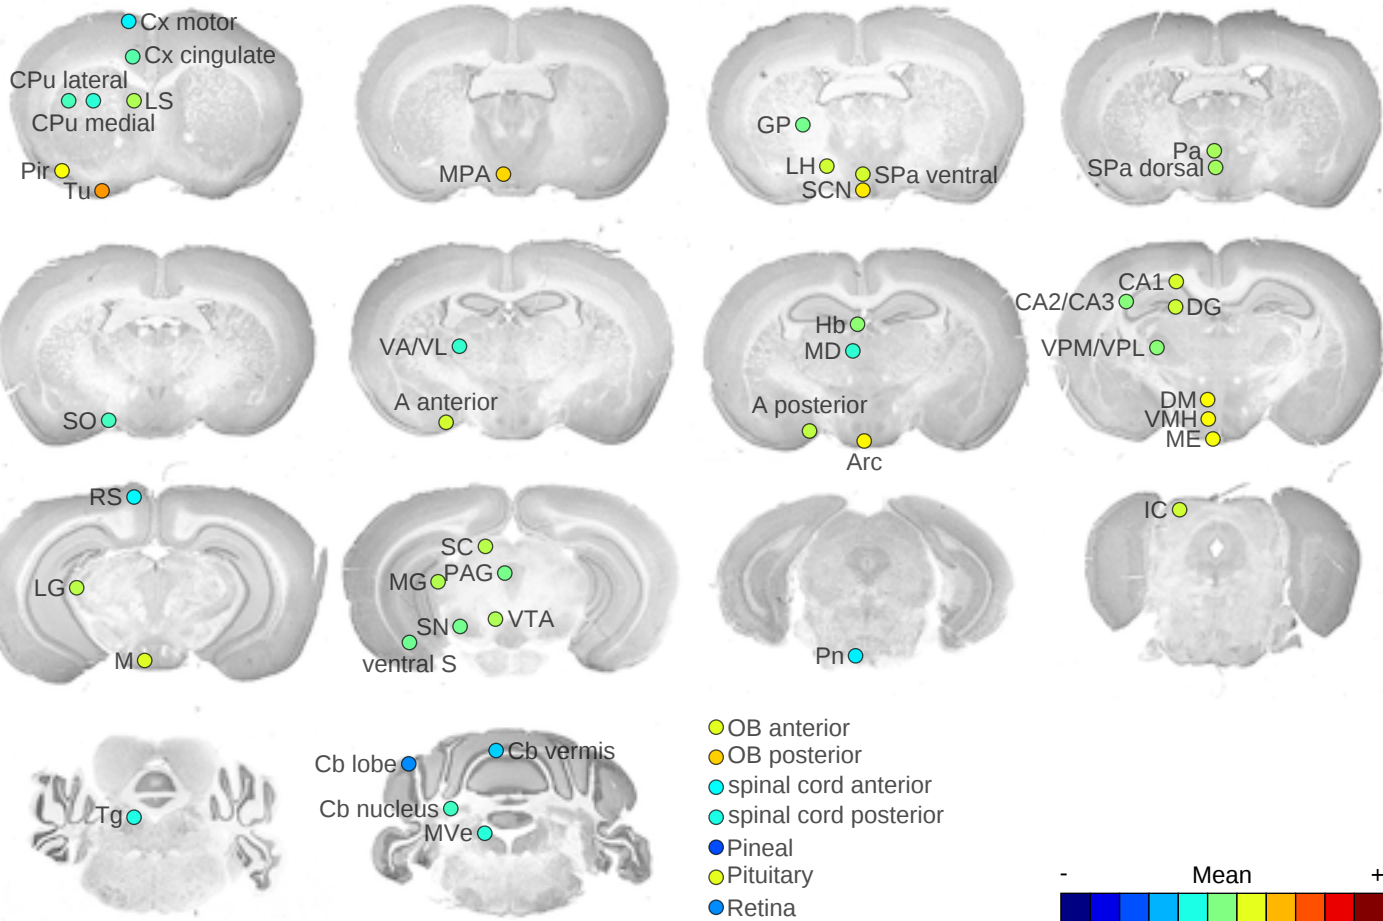 Cx motor
Cx cingulate
CPu lateral
LS
CPu medial
Pir
Tu
MPA
GP
LH
SPa ventral
SCN
Pa
SPa dorsal
SO
VA/VL
A anterior
Hb
MD
A posterior
Arc
CA1
CA2/CA3
DG
VPM/VPL
DM
VMH
ME
RS
LG
M
SC
PAG
MG
VTA
SN
ventral S
Pn
IC
Tg
Cb lobe
Cb vermis
Cb nucleus
MVe
OB anterior
OB posterior
spinal cord anterior
spinal cord posterior
Pineal
Pituitary
Retina
- Mean +